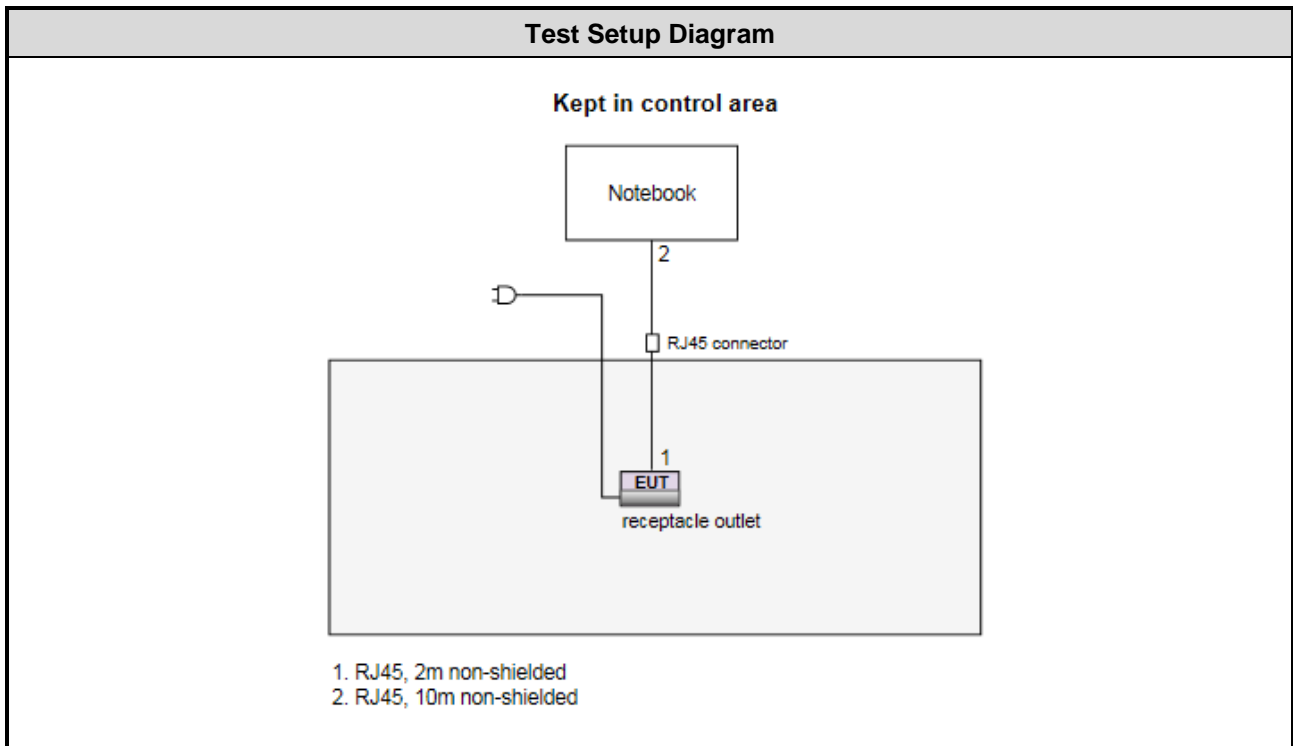 Test Setup Diagram
Kept in control area
Notebook
2
RJ45 connector
1
EUT
receptacle outlet
1. RJ45, 2m non-shielded
2. RJ45, 10m non-shielded